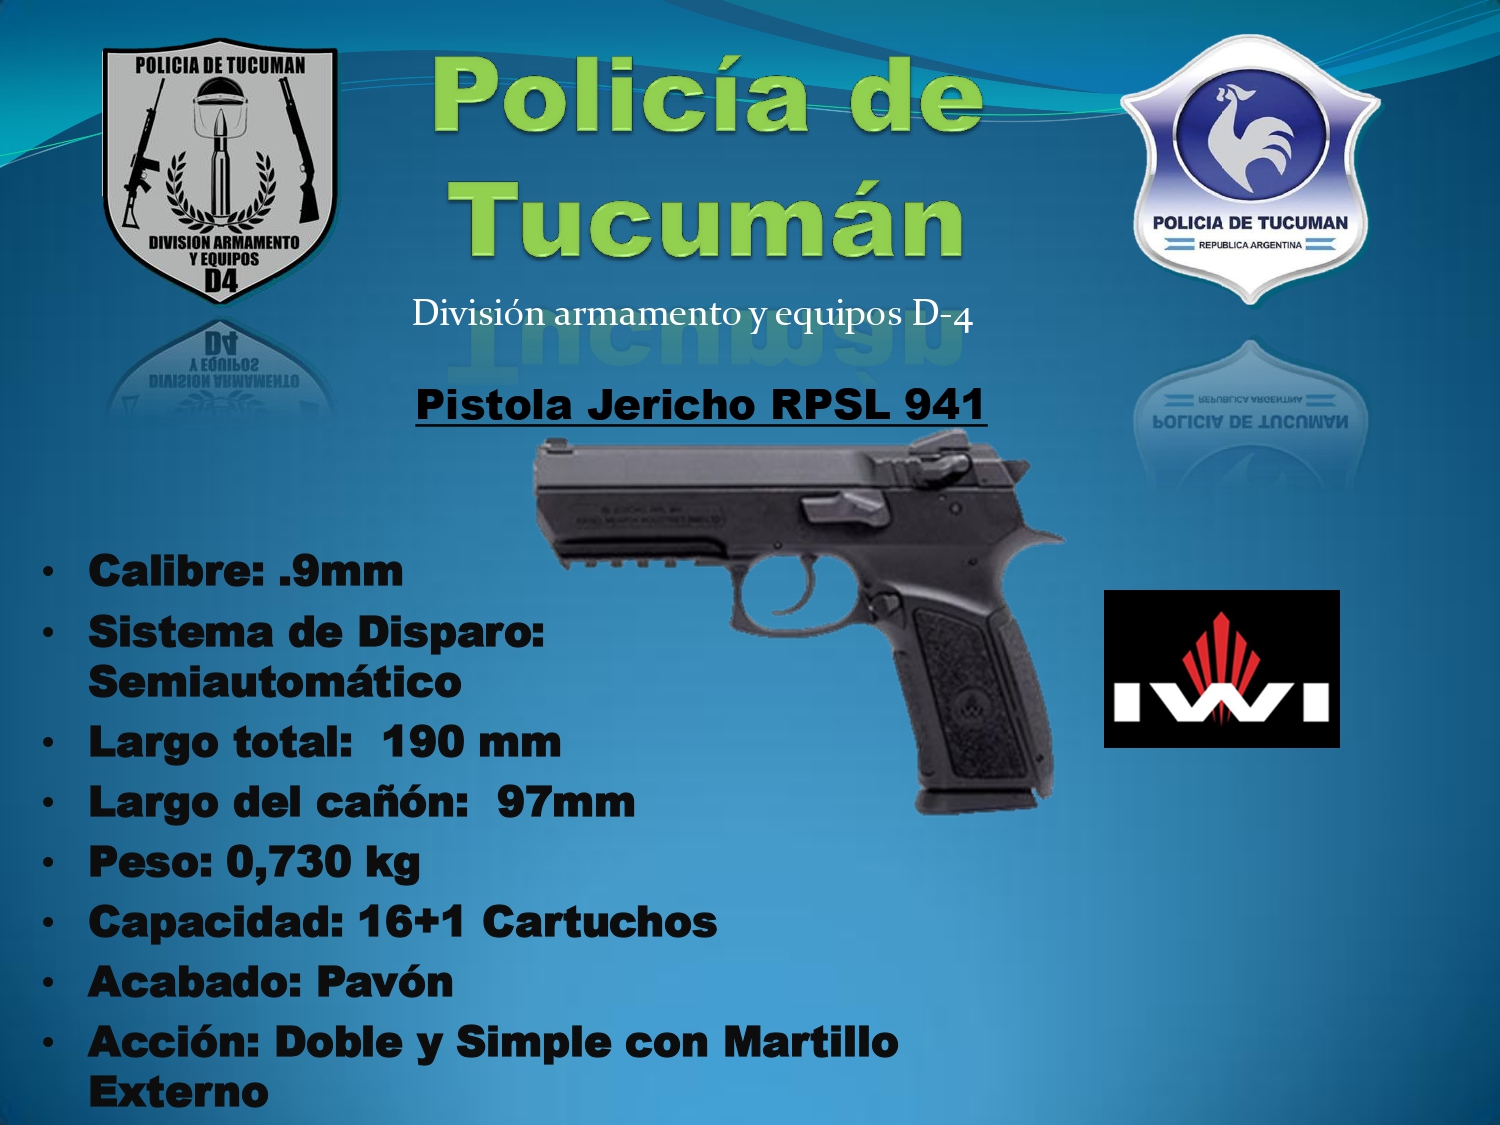 POLICIA DE TUCUMAN
DIVISION ARMAMENTO
Y EQUIPOS
D4
Policía de
Tucumán
POLICIA DE TUCUMAN
REPUBLICA ARGENTINA
División armamento y equipos D-4
Pistola Jericho RPSL 941
• Calibre: .9mm
• Sistema de Disparo:
Semiautomático
• Largo total:  190 mm
• Largo del cañón:  97mm
• Peso: 0,730 kg
• Capacidad: 16+1 Cartuchos
• Acabado: Pavón
• Acción: Doble y Simple con Martillo
Externo
IWI